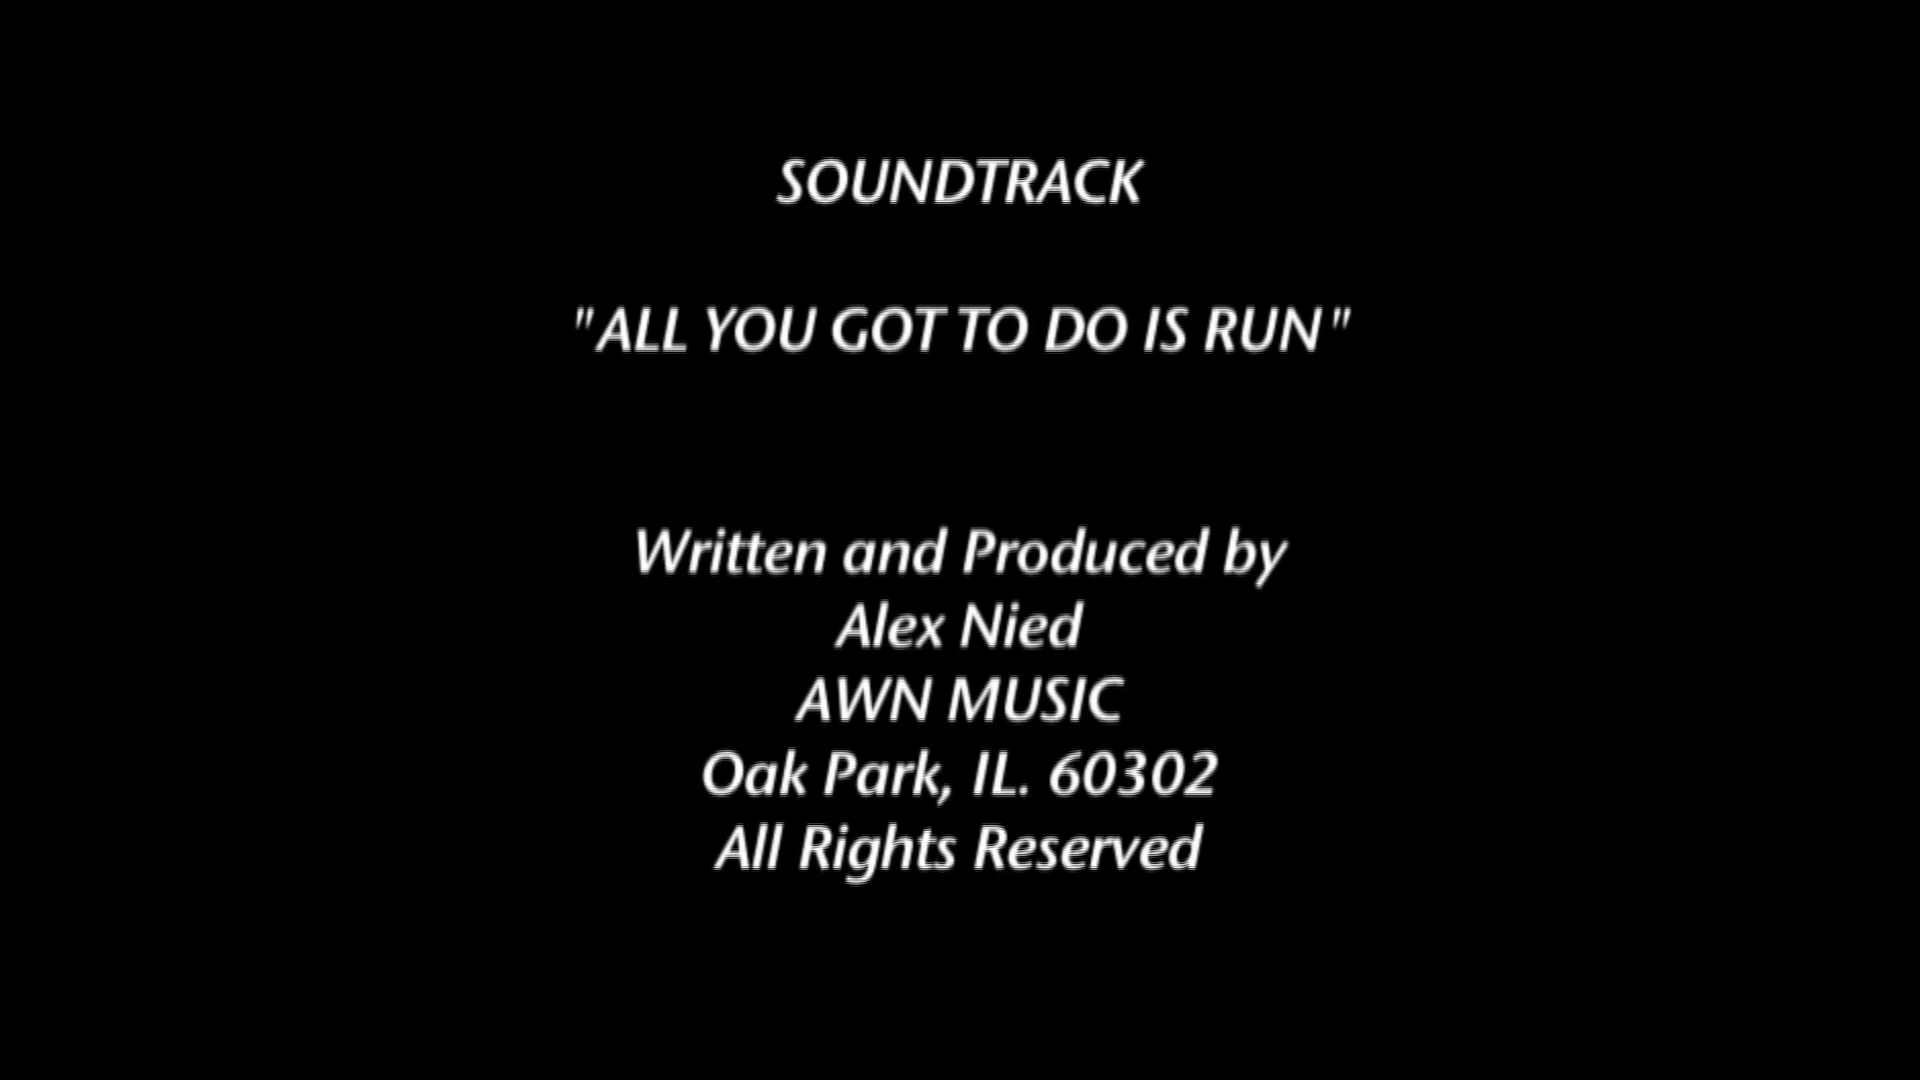 SOUNDTRACK
"ALL YOU GOT TO DO IS RUN"
Written and Produced by
Alex Nied
AWN MUSIC
Oak Park, IL. 60302
All Rights Reserved